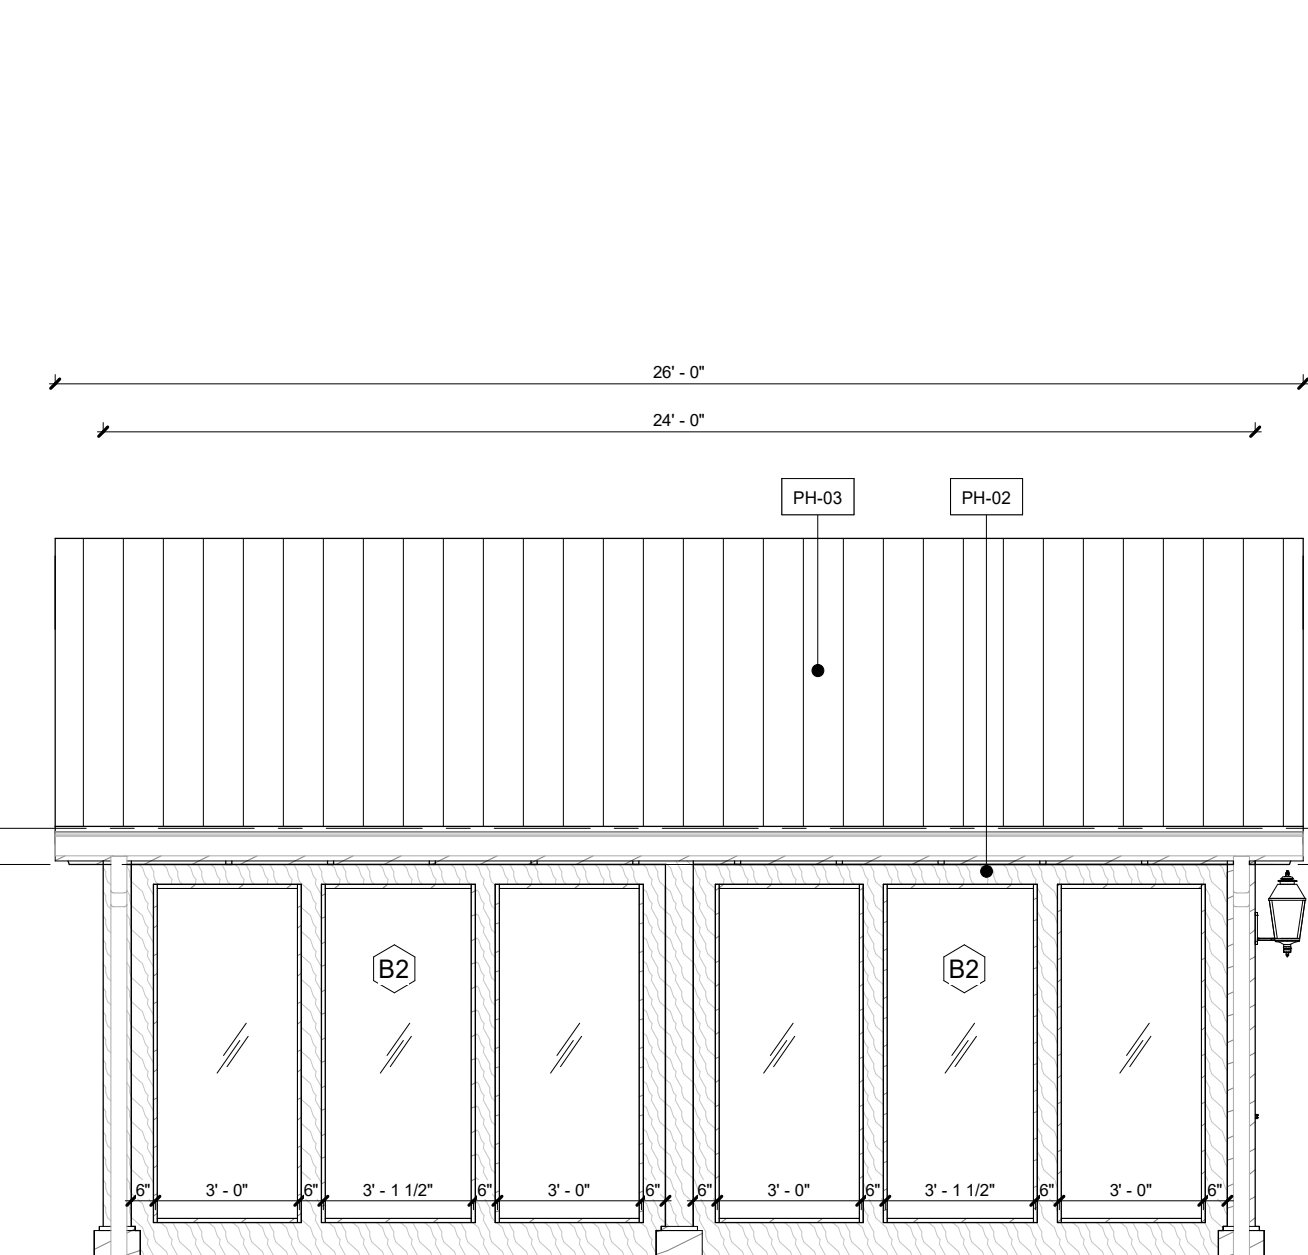 26' - 0"
24' - 0"
PH-03 PH-02
B2 B2
6" 3' - 0" 6" 3' - 1 1/2" 6" 3' - 0" 6" 6" 3' - 0" 6" 3' - 1 1/2" 6" 3' - 0" 6"